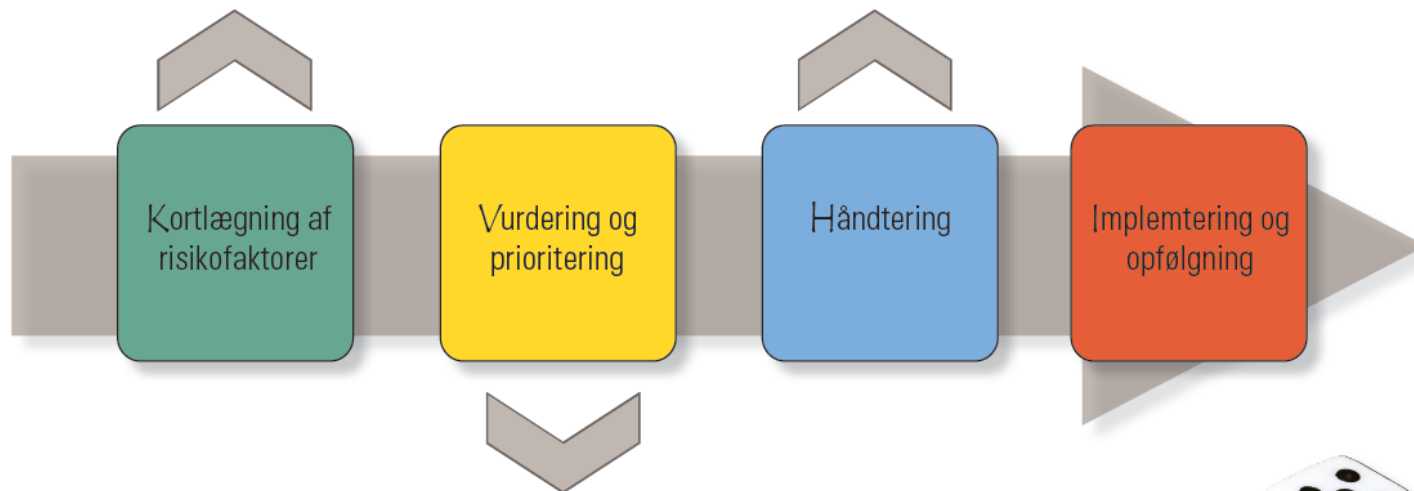 Kortlægning af
risikofaktorer
Vurdering og
prioritering
Håndtering
Implemtering og
opfølgning